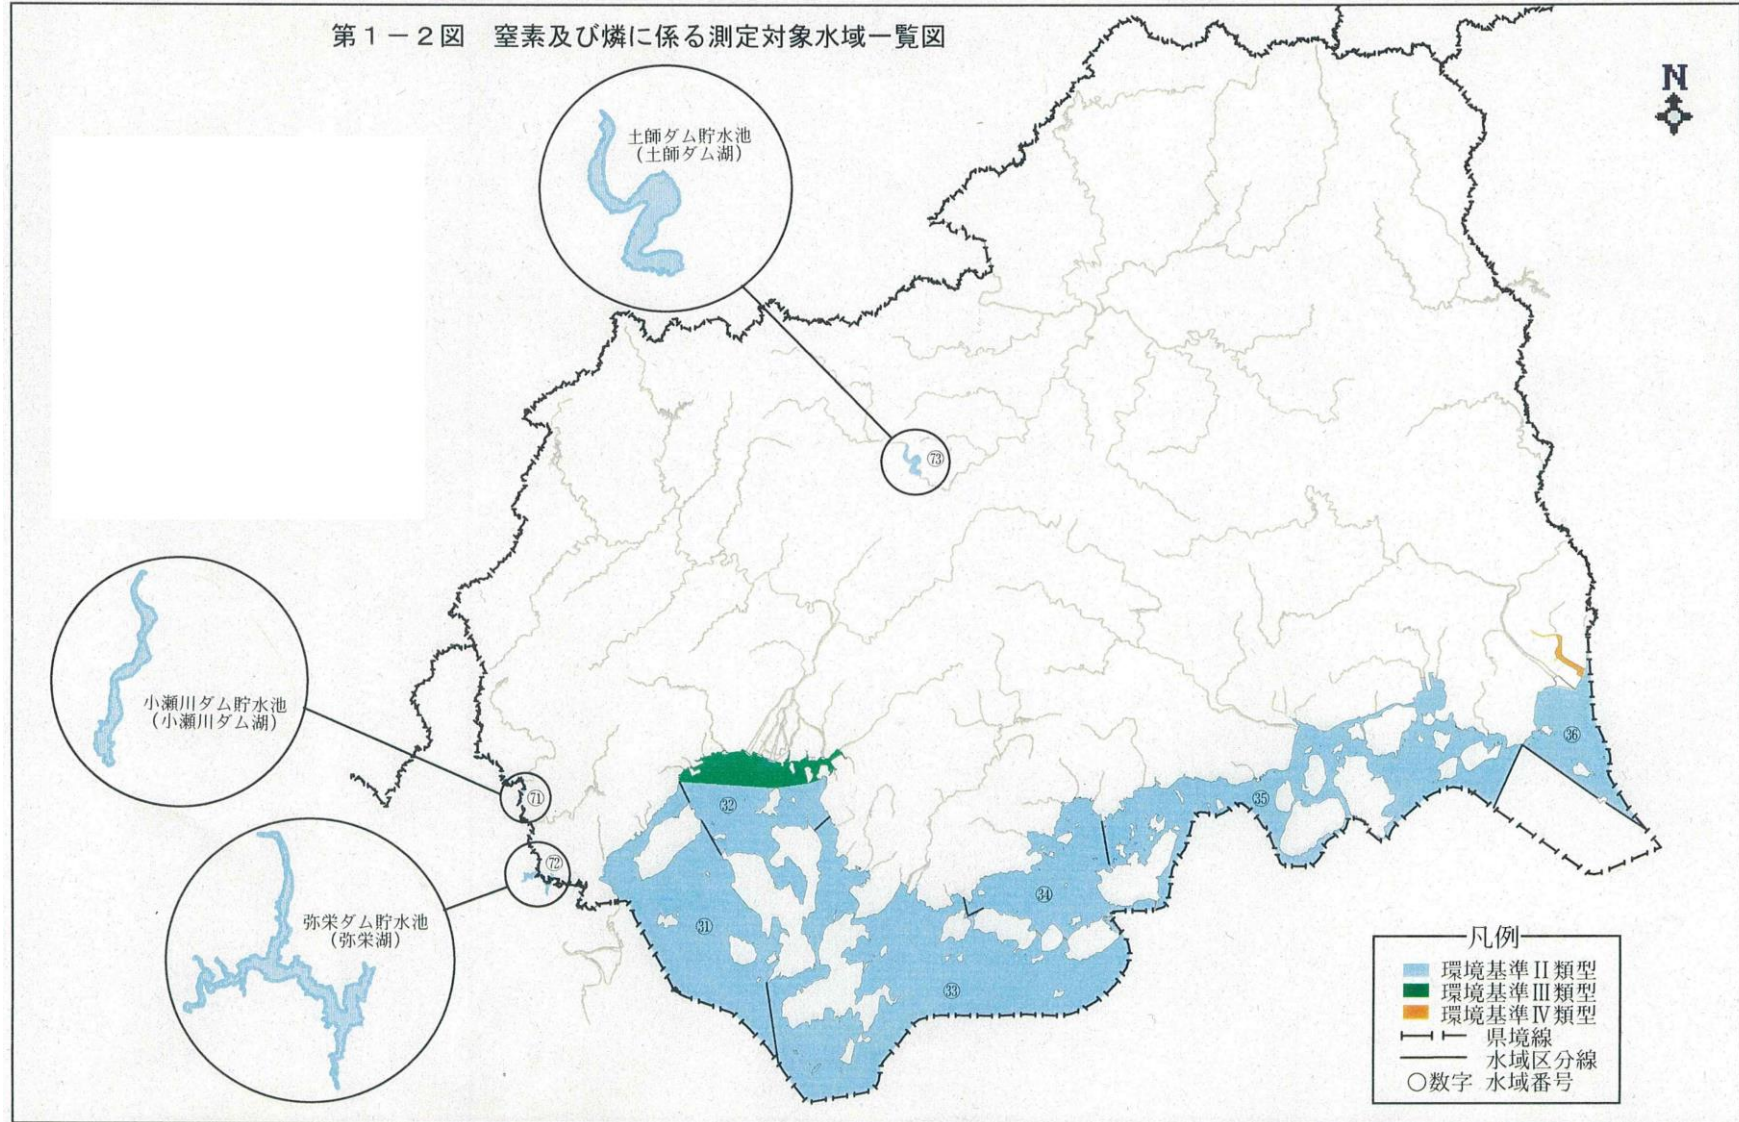 第1-2図 窒素及び燐に係る測定対象水域一覧図
N
土師ダム貯水池
(土師ダム湖)
㊳
小瀬川ダム貯水池
(小瀬川ダム湖)
弥栄ダム貯水池
(弥栄湖)
㉛
㉜
㉝
㉞
㉟
㊱
凡例
環境基準Ⅱ類型
環境基準Ⅲ類型
環境基準Ⅳ類型
県境線
水域区分線
○数字 水域番号